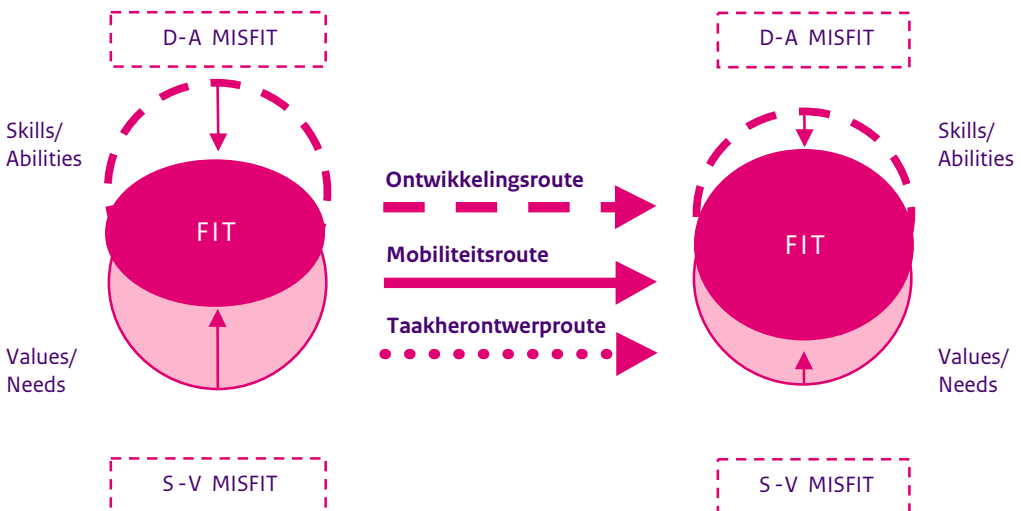 D-A MISFIT
D-A MISFIT
Skills/
Abilities
Skills/
Abilities
Ontwikkelingsroute
FIT
FIT
Mobiliteitsroute
Taakherontwerproute
Values/
Needs
Values/
Needs
S-V MISFIT
S-V MISFIT